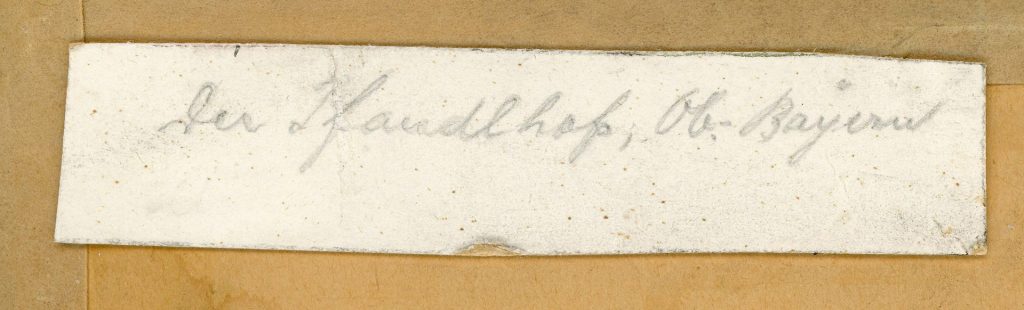 Der Pfandlhof, Ob.-Bayern